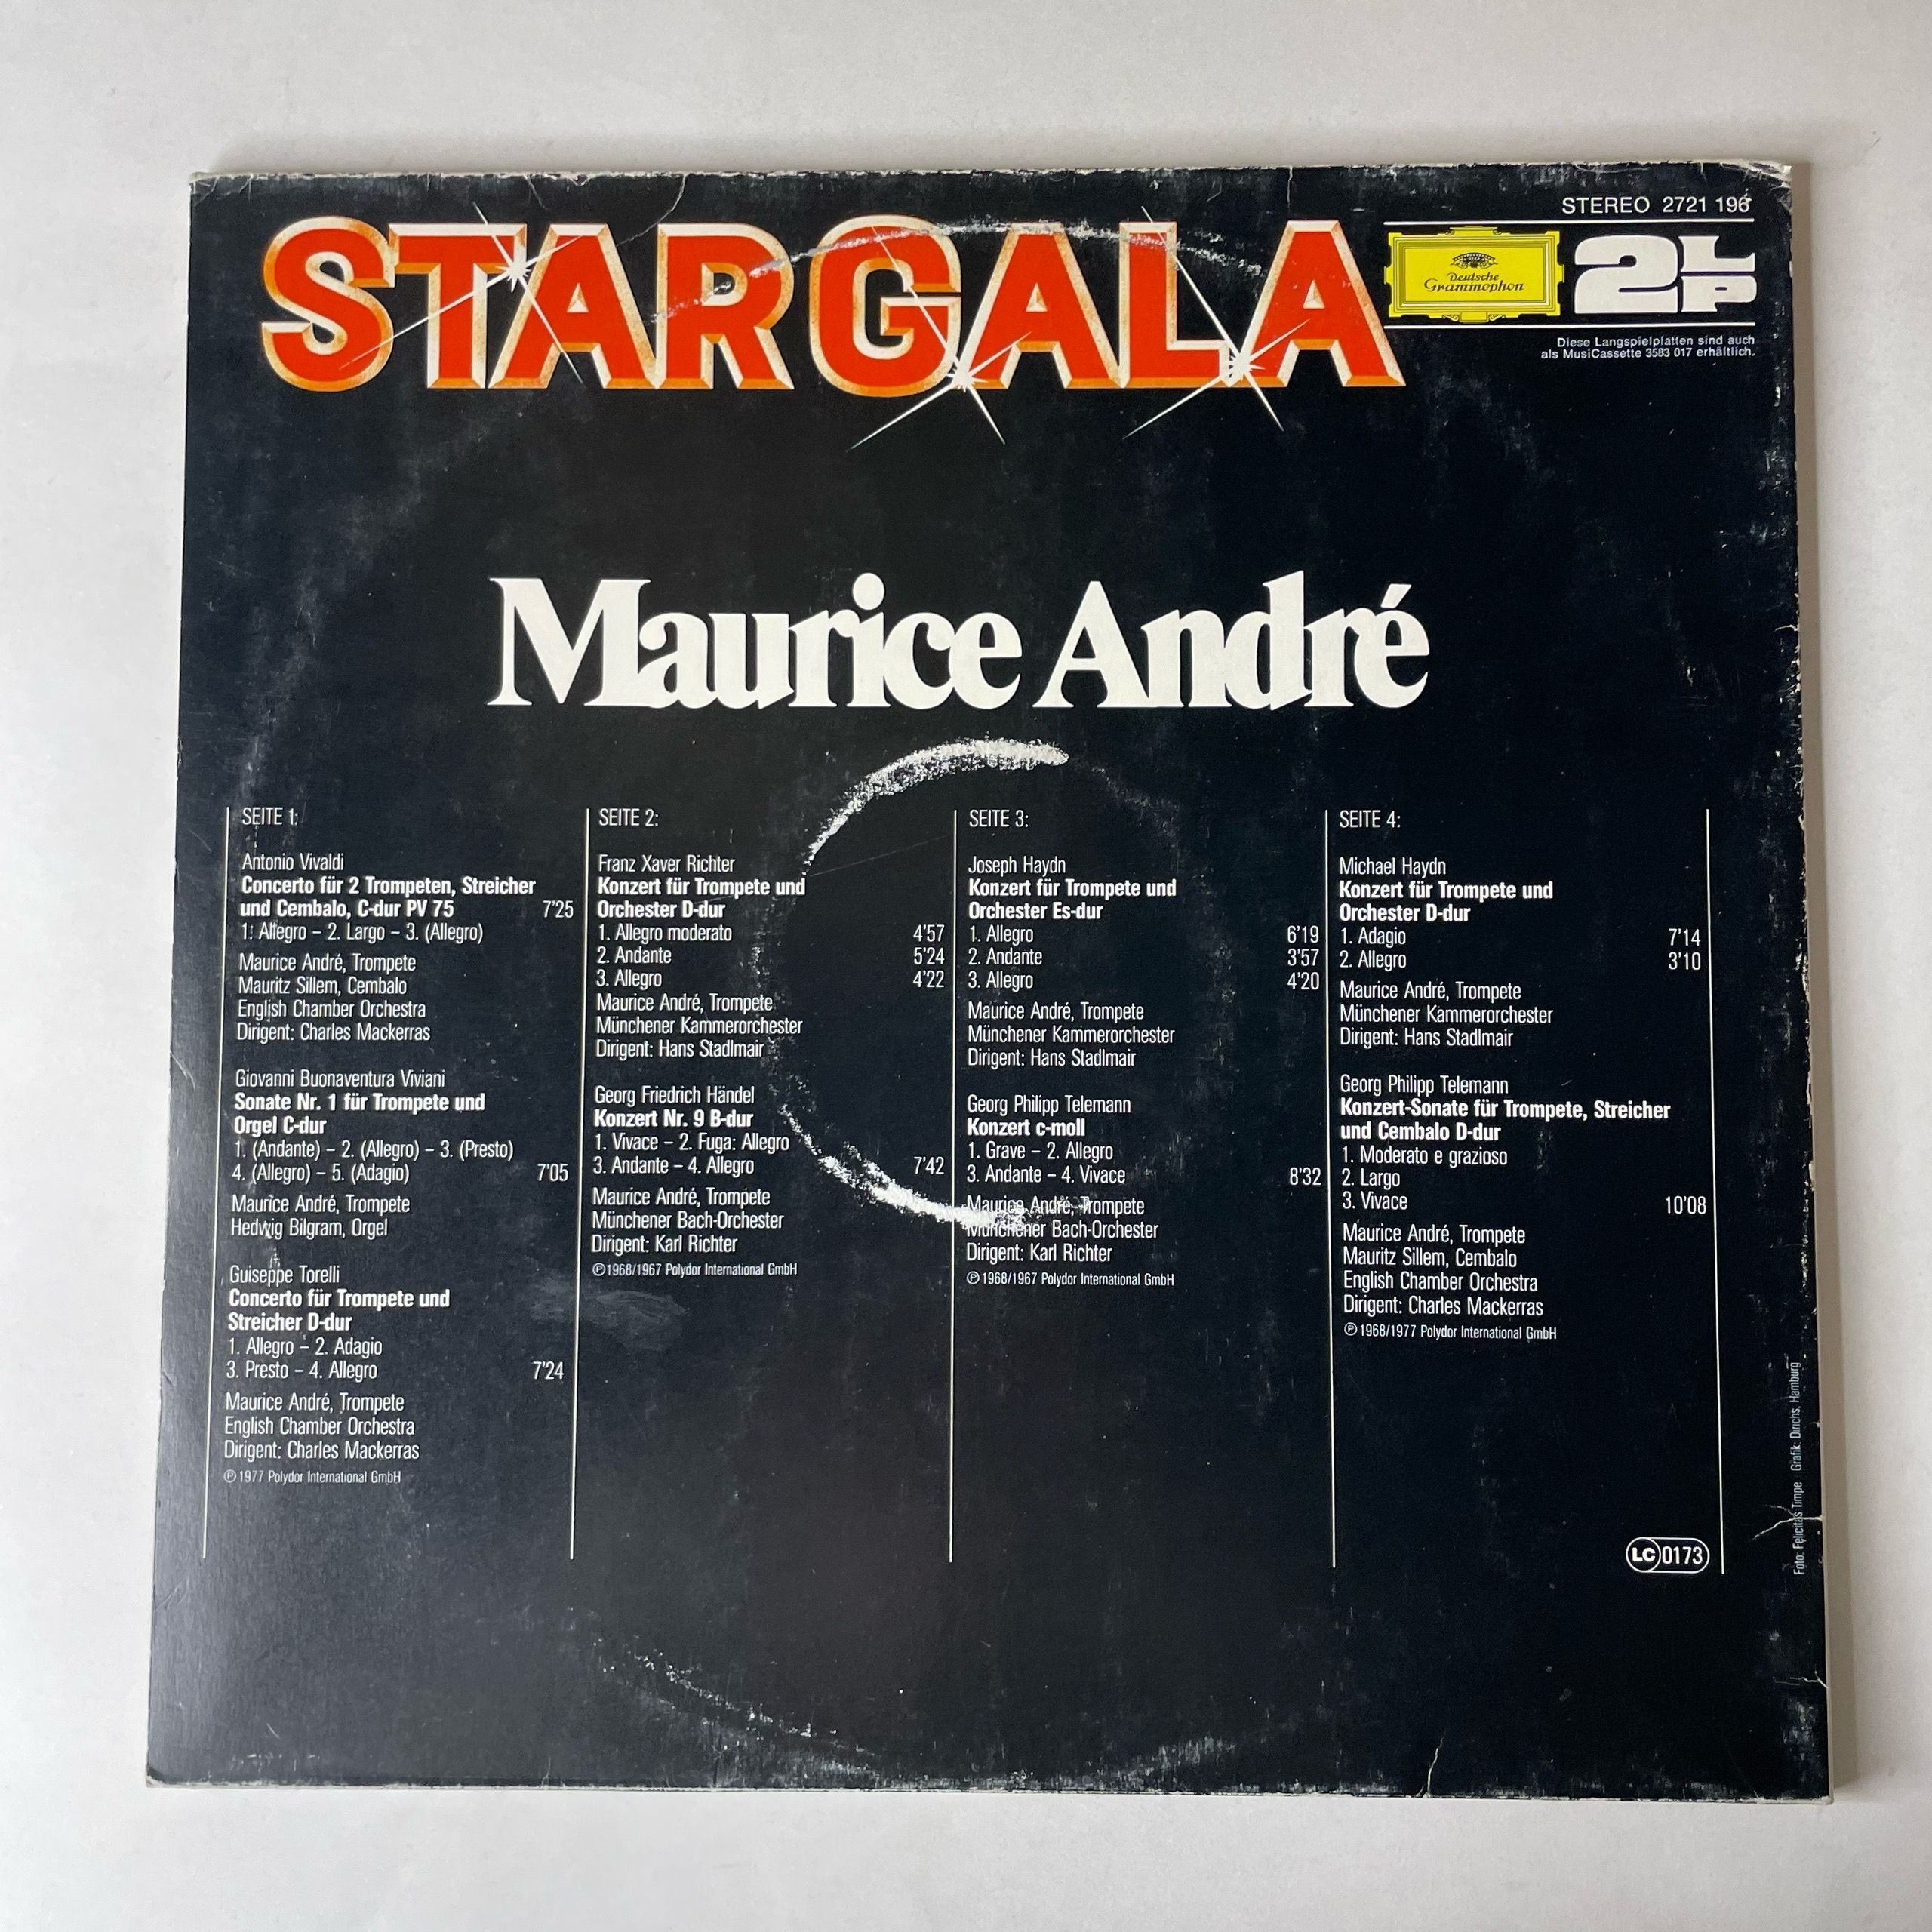 STEREO 2721 196
STAR GALA
Deutsche
Grammophon
2LP
Diese Langspielplatten sind auch
als MusiCassette 3583 017 erhältlich.
Maurice André
SEITE 1:
Antonio Vivaldi
Concerto für 2 Trompeten, Streicher
und Cembalo, C-dur PV 75 7'25
1. Allegro – 2. Largo – 3. (Allegro)
Maurice André, Trompete
Mauritz Sillem, Cembalo
English Chamber Orchestra
Dirigent: Charles Mackerras
Giovanni Buonaventura Viviani
Sonate Nr. 1 für Trompete und
Orgel C-dur
1. (Andante) – 2. (Allegro) – 3. (Presto)
4. (Allegro) – 5. (Adagio) 7'05
Maurice André, Trompete
Hedwig Bilgram, Orgel
Guiseppe Torelli
Concerto für Trompete und
Streicher D-dur
1. Allegro – 2. Adagio
3. Presto – 4. Allegro 7'24
Maurice André, Trompete
English Chamber Orchestra
Dirigent: Charles Mackerras
℗ 1977 Polydor International GmbH
SEITE 2:
Franz Xaver Richter
Konzert für Trompete und
Orchester D-dur
1. Allegro moderato 4'57
2. Andante 5'24
3. Allegro 4'22
Maurice André, Trompete
Münchener Kammerorchester
Dirigent: Hans Stadlmair
Georg Friedrich Händel
Konzert Nr. 9 B-dur
1. Vivace – 2. Fuga: Allegro
3. Andante – 4. Allegro 7'42
Maurice André, Trompete
Münchener Bach-Orchester
Dirigent: Karl Richter
℗ 1968/1967 Polydor International GmbH
SEITE 3:
Joseph Haydn
Konzert für Trompete und
Orchester Es-dur
1. Allegro 6'19
2. Andante 3'57
3. Allegro 4'20
Maurice André, Trompete
Münchener Kammerorchester
Dirigent: Hans Stadlmair
Georg Philipp Telemann
Konzert c-moll
1. Grave – 2. Allegro
3. Andante – 4. Vivace 8'32
Maurice André, Trompete
Münchener Bach-Orchester
Dirigent: Karl Richter
℗ 1968/1967 Polydor International GmbH
SEITE 4:
Michael Haydn
Konzert für Trompete und
Orchester D-dur
1. Adagio 7'14
2. Allegro 3'10
Maurice André, Trompete
Münchener Kammerorchester
Dirigent: Hans Stadlmair
Georg Philipp Telemann
Konzert-Sonate für Trompete, Streicher
und Cembalo D-dur
1. Moderato e grazioso
2. Largo
3. Vivace 10'08
Maurice André, Trompete
Mauritz Sillem, Cembalo
English Chamber Orchestra
Dirigent: Charles Mackerras
℗ 1968/1977 Polydor International GmbH
LC 0173
Foto: Felicitas Timpe Grafik: Dirichs, Hamburg